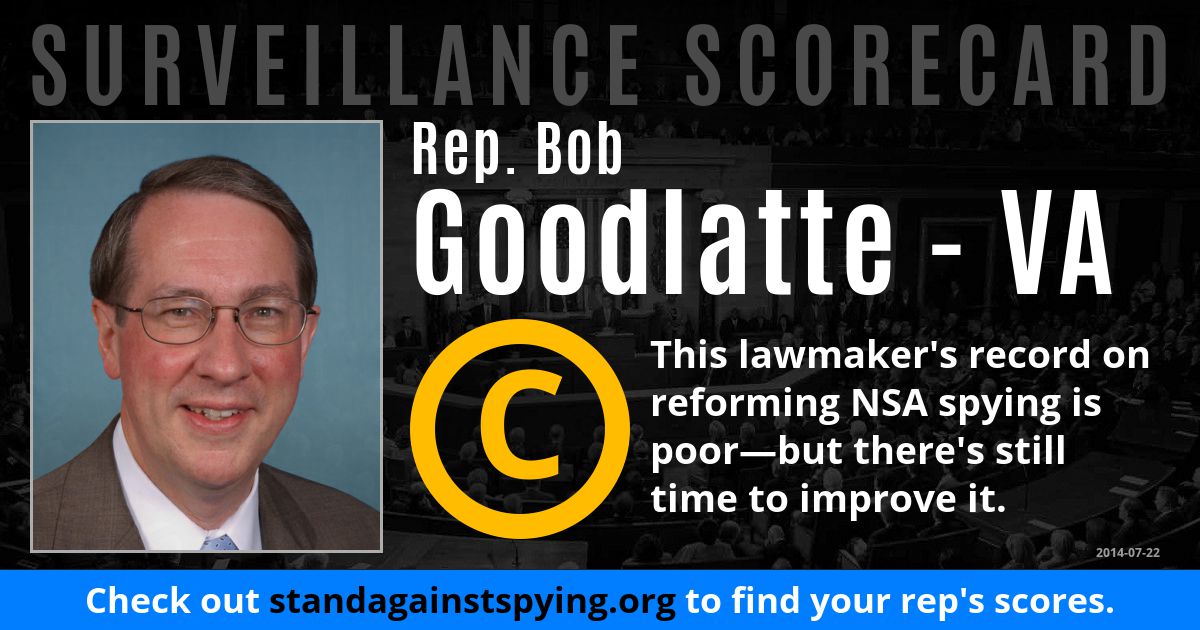 SURVEILLANCE SCORECARD
Rep. Bob
Goodlatte - VA
C
This lawmaker's record on
reforming NSA spying is
poor—but there's still
time to improve it.
2014-07-22
Check out standagainstspying.org to find your rep's scores.